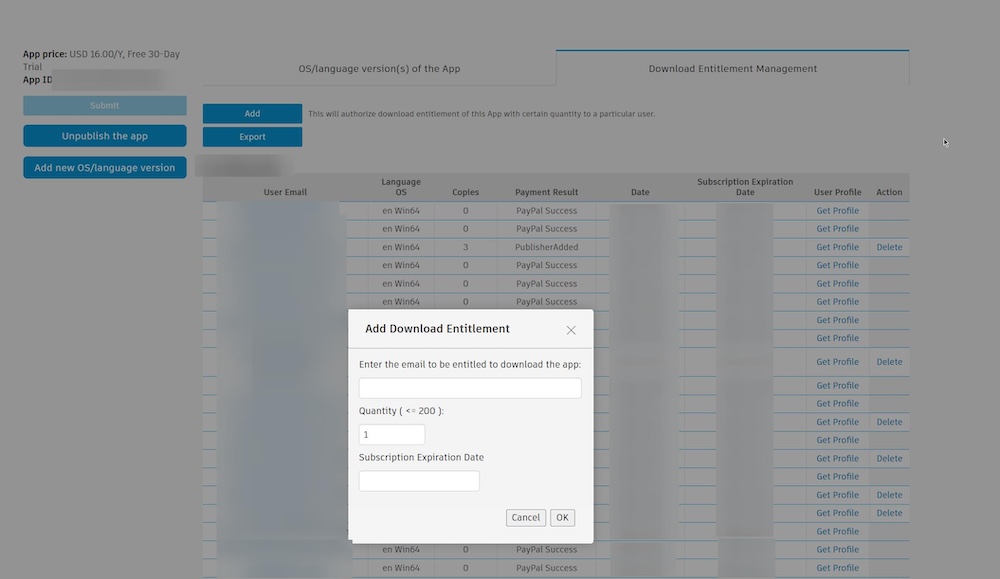 App price: USD 16.00/Y, Free 30-Day
Trial
App ID
Submit
Unpublish the app
Add new OS/language version
OS/language version(s) of the App
Download Entitlement Management
Add
This will authorize download entitlement of this App with certain quantity to a particular user.
Export
User Email Language OS Copies Payment Result Date Subscription Expiration Date User Profile Action
en Win64 0 PayPal Success Get Profile
en Win64 0 PayPal Success Get Profile
en Win64 3 PublisherAdded Get Profile Delete
en Win64 0 PayPal Success Get Profile
en Win64 0 PayPal Success Get Profile
en Win64 0 PayPal Success Get Profile
Get Profile
Get Profile
Get Profile Delete
Get Profile
Get Profile
Get Profile Delete
Get Profile
Get Profile Delete
Get Profile
Get Profile Delete
Get Profile Delete
Get Profile
en Win64 0 PayPal Success Get Profile
en Win64 0 PayPal Success Get Profile
Add Download Entitlement
Enter the email to be entitled to download the app:
Quantity ( <= 200 ):
1
Subscription Expiration Date
Cancel OK